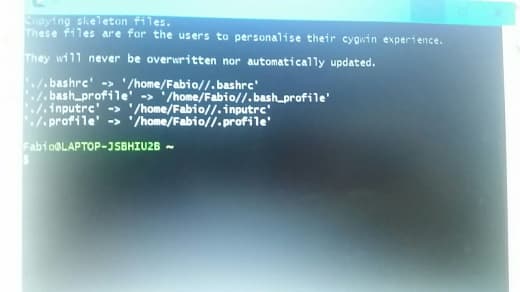 Copying skeleton files.
These files are for the users to personalise their cygwin experience.
They will never be overwritten nor automatically updated.
'./.bashrc' -> '/home/Fabio//.bashrc'
'./.bash_profile' -> '/home/Fabio//.bash_profile'
'./.inputrc' -> '/home/Fabio//.inputrc'
'./.profile' -> '/home/Fabio//.profile'
Fabio@LAPTOP-JSBHIU2B ~
$